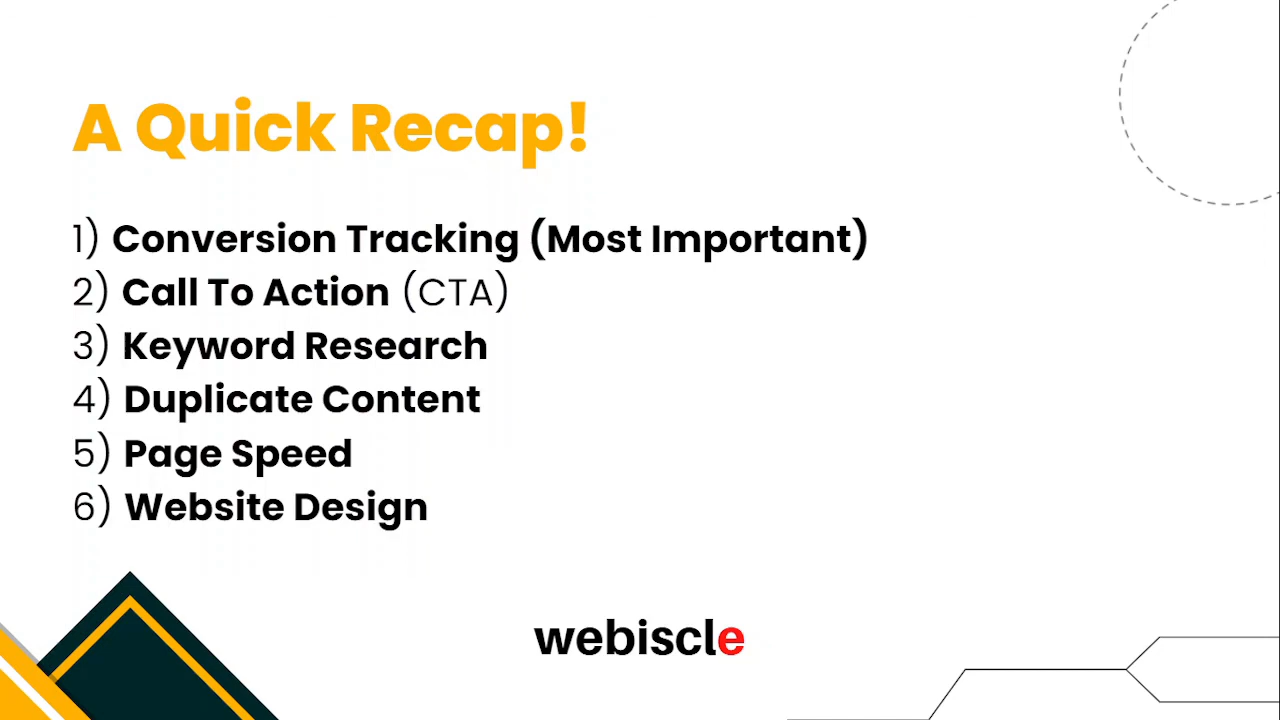 A Quick Recap!
1) Conversion Tracking (Most Important)
2) Call To Action (CTA)
3) Keyword Research
4) Duplicate Content
5) Page Speed
6) Website Design
webiscle